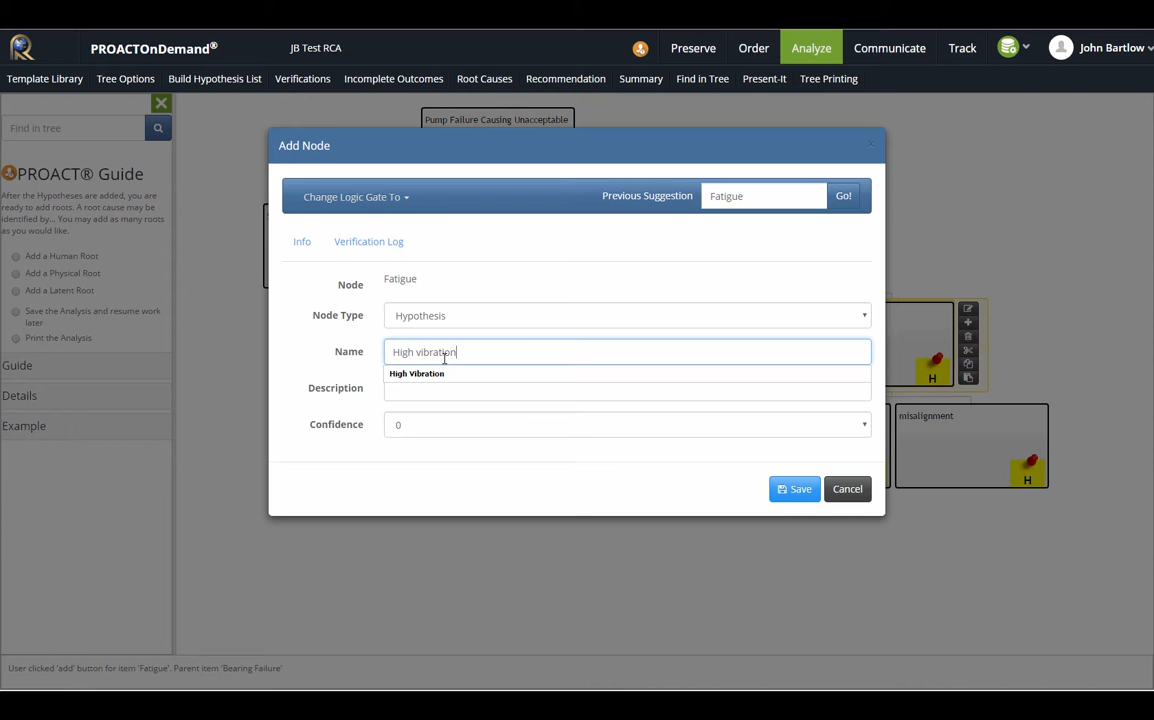 PROACTOnDemand®
JB Test RCA
Preserve
Order
Analyze
Communicate
Track
John Bartlow
Template Library
Tree Options
Build Hypothesis List
Verifications
Incomplete Outcomes
Root Causes
Recommendation
Summary
Find in Tree
Present-It
Tree Printing
Find in tree
PROACT® Guide
After the Hypotheses are added, you are
ready to add roots. A root cause may be
identified by... You may add as many roots
as you would like.
Add a Human Root
Add a Physical Root
Add a Latent Root
Save the Analysis and resume work
later
Print the Analysis
Guide
Details
Example
Pump Failure Causing Unacceptable
Add Node
×
Change Logic Gate To
Previous Suggestion
Fatigue
Go!
Info
Verification Log
Node
Fatigue
Node Type
Hypothesis
Name
High vibration
High Vibration
Description
Confidence
0
Save
Cancel
H
misalignment
H
User clicked 'add' button for item 'Fatigue'. Parent item 'Bearing Failure'